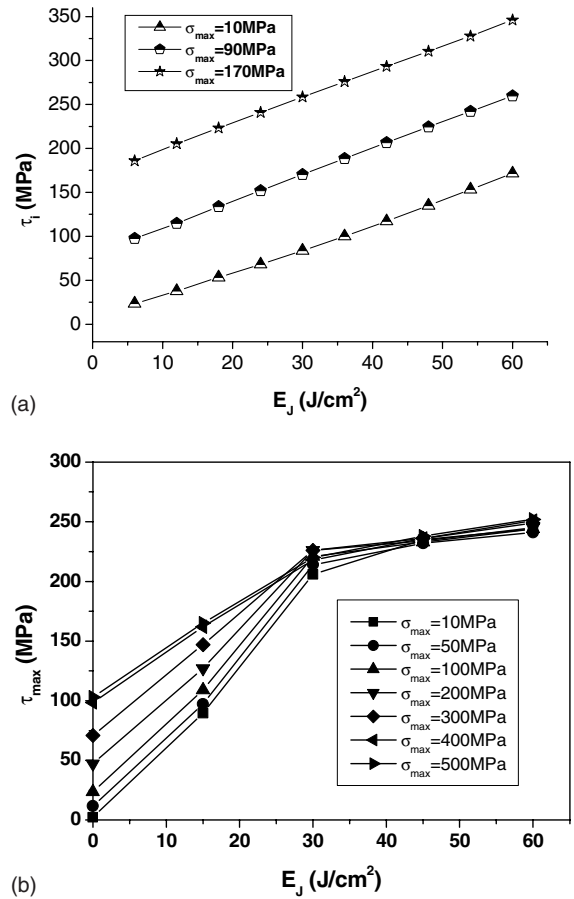 350
300
250
200
150
100
50
0
τi (MPa)
σmax=10MPa
σmax=90MPa
σmax=170MPa
0 10 20 30 40 50 60
EJ (J/cm²)
(a)
300
250
200
150
100
50
0
τmax (MPa)
σmax=10MPa
σmax=50MPa
σmax=100MPa
σmax=200MPa
σmax=300MPa
σmax=400MPa
σmax=500MPa
0 10 20 30 40 50 60
EJ (J/cm²)
(b)